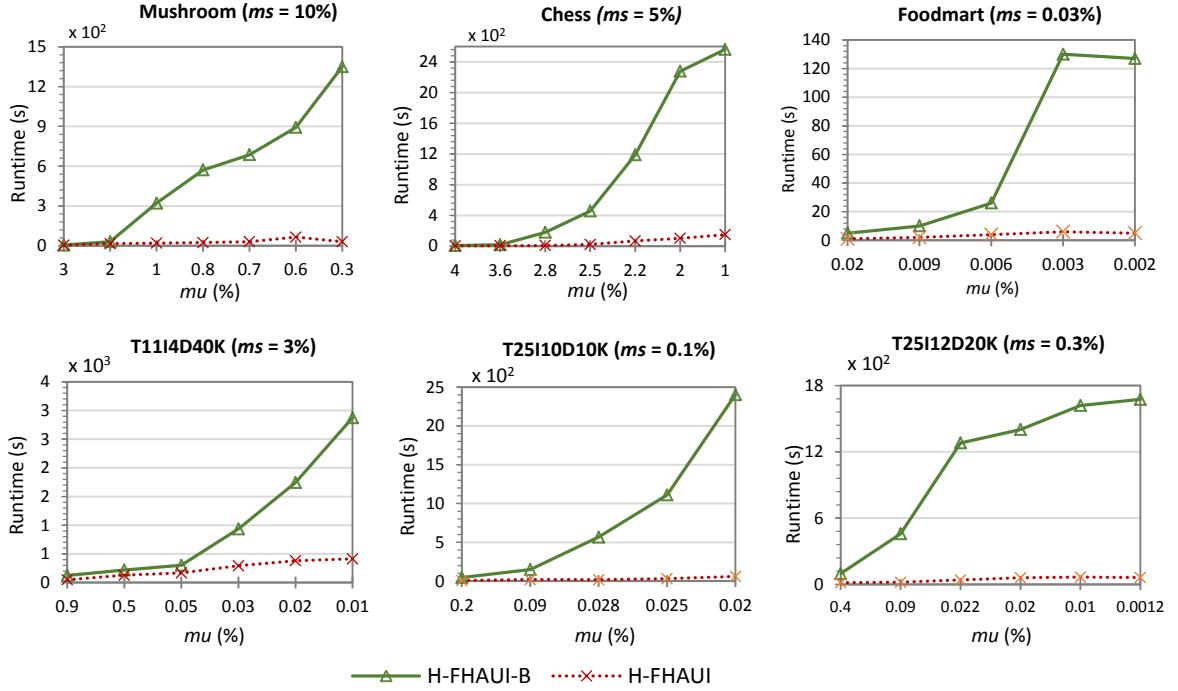 Mushroom (ms = 10%)
x 10²
15
12
9
6
3
0
Runtime (s)
3 2 1 0.8 0.7 0.6 0.3
mu (%)
Chess (ms = 5%)
x 10²
24
20
16
12
8
4
0
Runtime (s)
4 3.6 2.8 2.5 2.2 2 1
mu (%)
Foodmart (ms = 0.03%)
140
120
100
80
60
40
20
0
Runtime (s)
0.02 0.009 0.006 0.003 0.002
mu (%)
T11I4D40K (ms = 3%)
x 10³
4
3
3
2
2
1
1
0
Runtime (s)
0.9 0.5 0.05 0.03 0.02 0.01
mu (%)
T25I10D10K (ms = 0.1%)
x 10²
25
20
15
10
5
0
Runtime (s)
0.2 0.09 0.028 0.025 0.02
mu (%)
T25I12D20K (ms = 0.3%)
x 10²
18
12
6
0
Runtime (s)
0.4 0.09 0.022 0.02 0.01 0.0012
mu (%)
H-FHAUI-B H-FHAUI